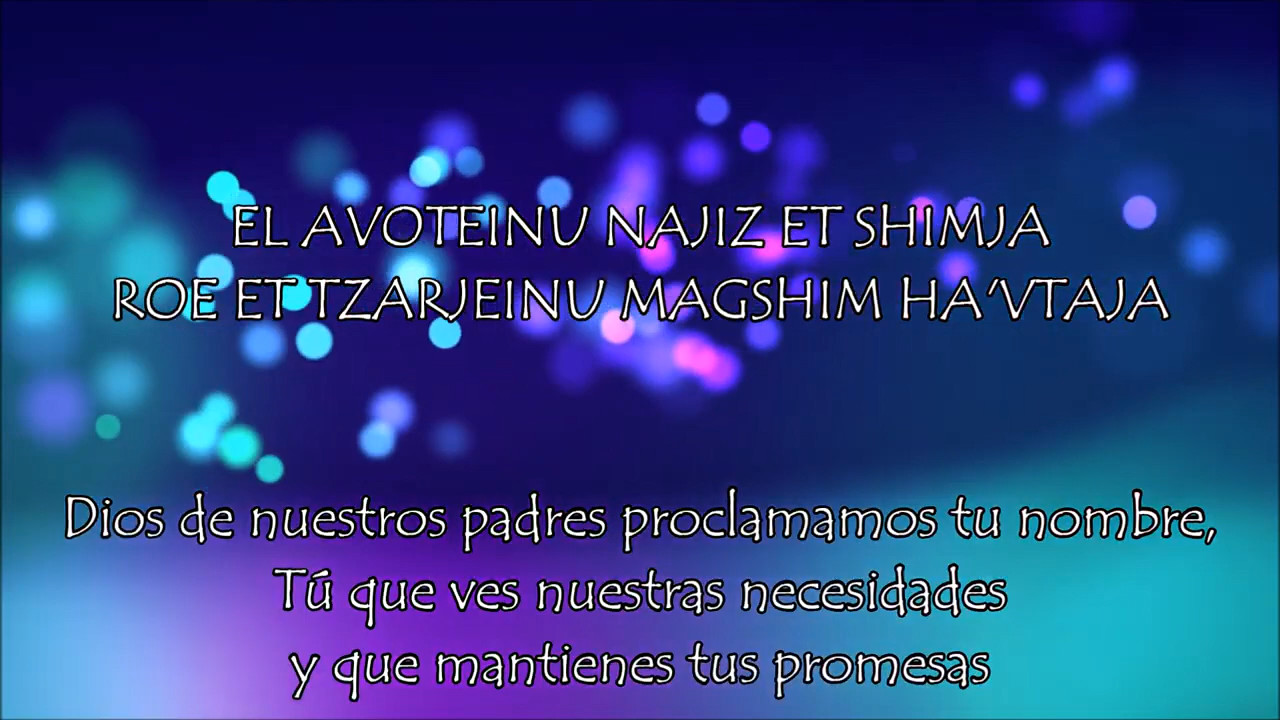 EL AVOTEINU NAJIZ ET SHIMJA
ROE ET TZARJEINU MAGSHIM HA'VTAJA
Dios de nuestros padres proclamamos tu nombre,
Tú que ves nuestras necesidades
y que mantienes tus promesas